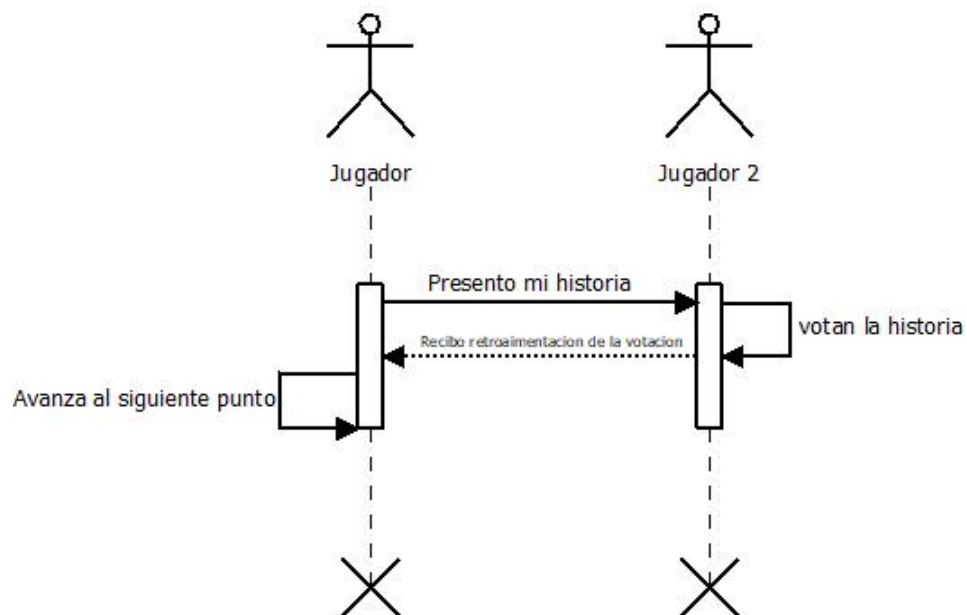 Jugador
Jugador 2
Presento mi historia
votan la historia
Recibo retroaimentacion de la votacion
Avanza al siguiente punto